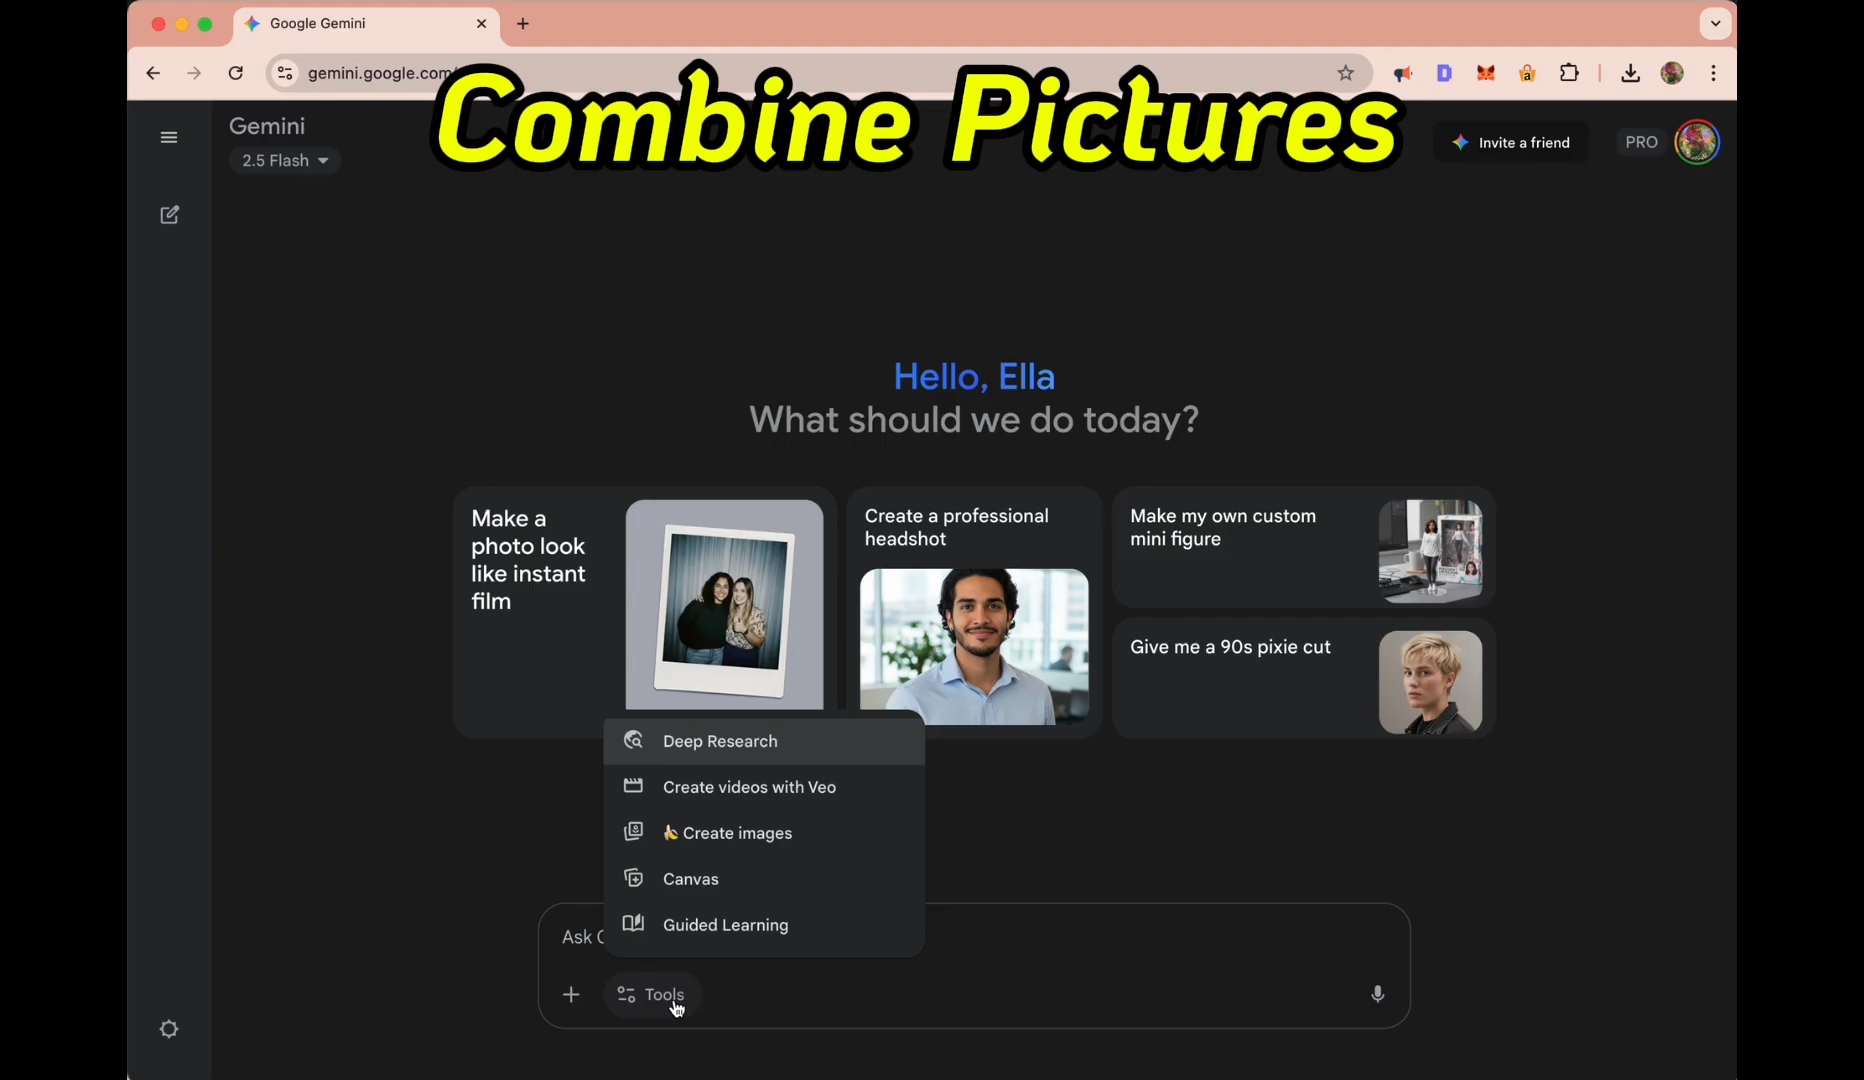 Google Gemini
gemini.google.com
Combine Pictures
Gemini
2.5 Flash
Invite a friend
PRO
Hello, Ella
What should we do today?
Make a
photo look
like instant
film
Create a professional
headshot
Make my own custom
mini figure
Give me a 90s pixie cut
Deep Research
Create videos with Veo
🍌 Create images
Canvas
Guided Learning
Ask
Tools